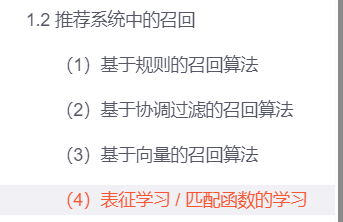 1.2 推荐系统中的召回
（1）基于规则的召回算法
（2）基于协调过滤的召回算法
（3）基于向量的召回算法
（4）表征学习 / 匹配函数的学习